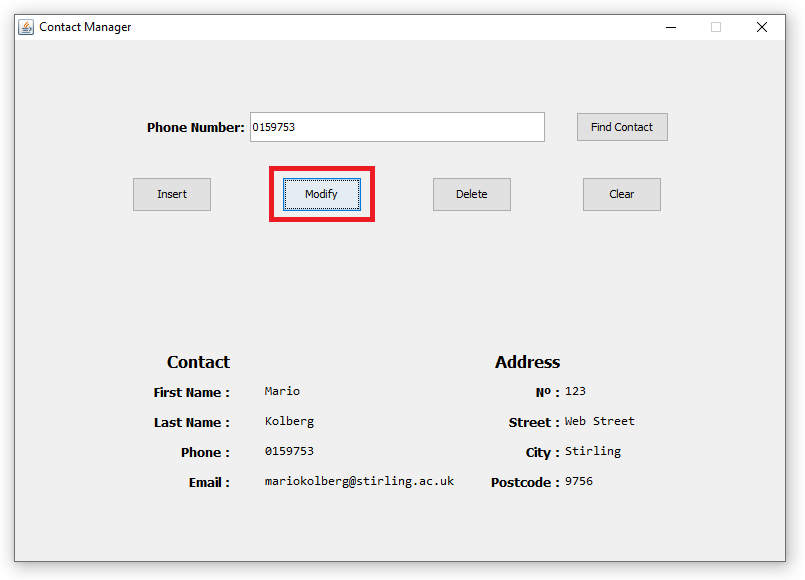 Contact Manager
Phone Number: 0159753 Find Contact
Insert Modify Delete Clear
Contact Address
First Name : Mario Nº : 123
Last Name : Kolberg Street : Web Street
Phone : 0159753 City : Stirling
Email : mariokolberg@stirling.ac.uk Postcode : 9756